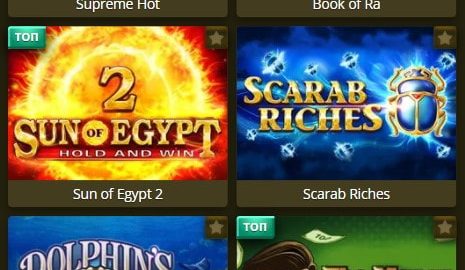 Supreme Hot
Book of Ra
ТОП
2
SUN OF EGYPT
HOLD AND WIN
Sun of Egypt 2
SCARAB
RICHES
Scarab Riches
DOLPHIN'S
ТОП